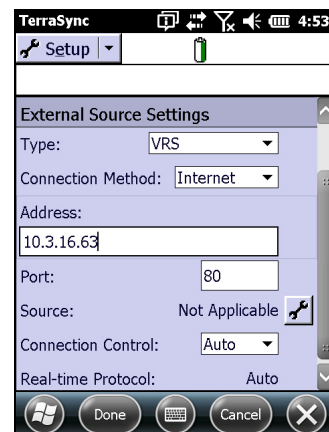 TerraSync 4:53
Setup
External Source Settings
Type: VRS
Connection Method: Internet
Address:
10.3.16.63
Port: 80
Source: Not Applicable
Connection Control: Auto
Real-time Protocol: Auto
Done Cancel